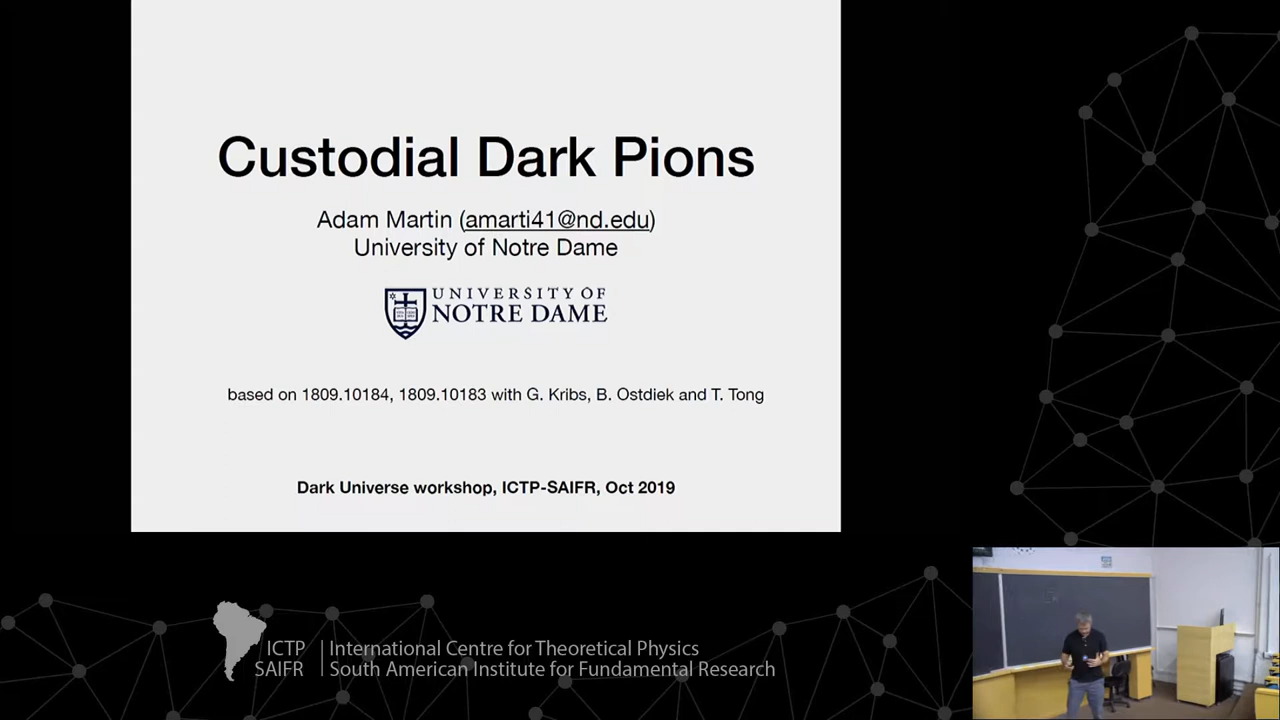 Custodial Dark Pions
Adam Martin (amarti41@nd.edu)
University of Notre Dame
UNIVERSITY OF
NOTRE DAME
based on 1809.10184, 1809.10183 with G. Kribs, B. Ostdiek and T. Tong
Dark Universe workshop, ICTP-SAIFR, Oct 2019
ICTP | International Centre for Theoretical Physics
SAIFR | South American Institute for Fundamental Research